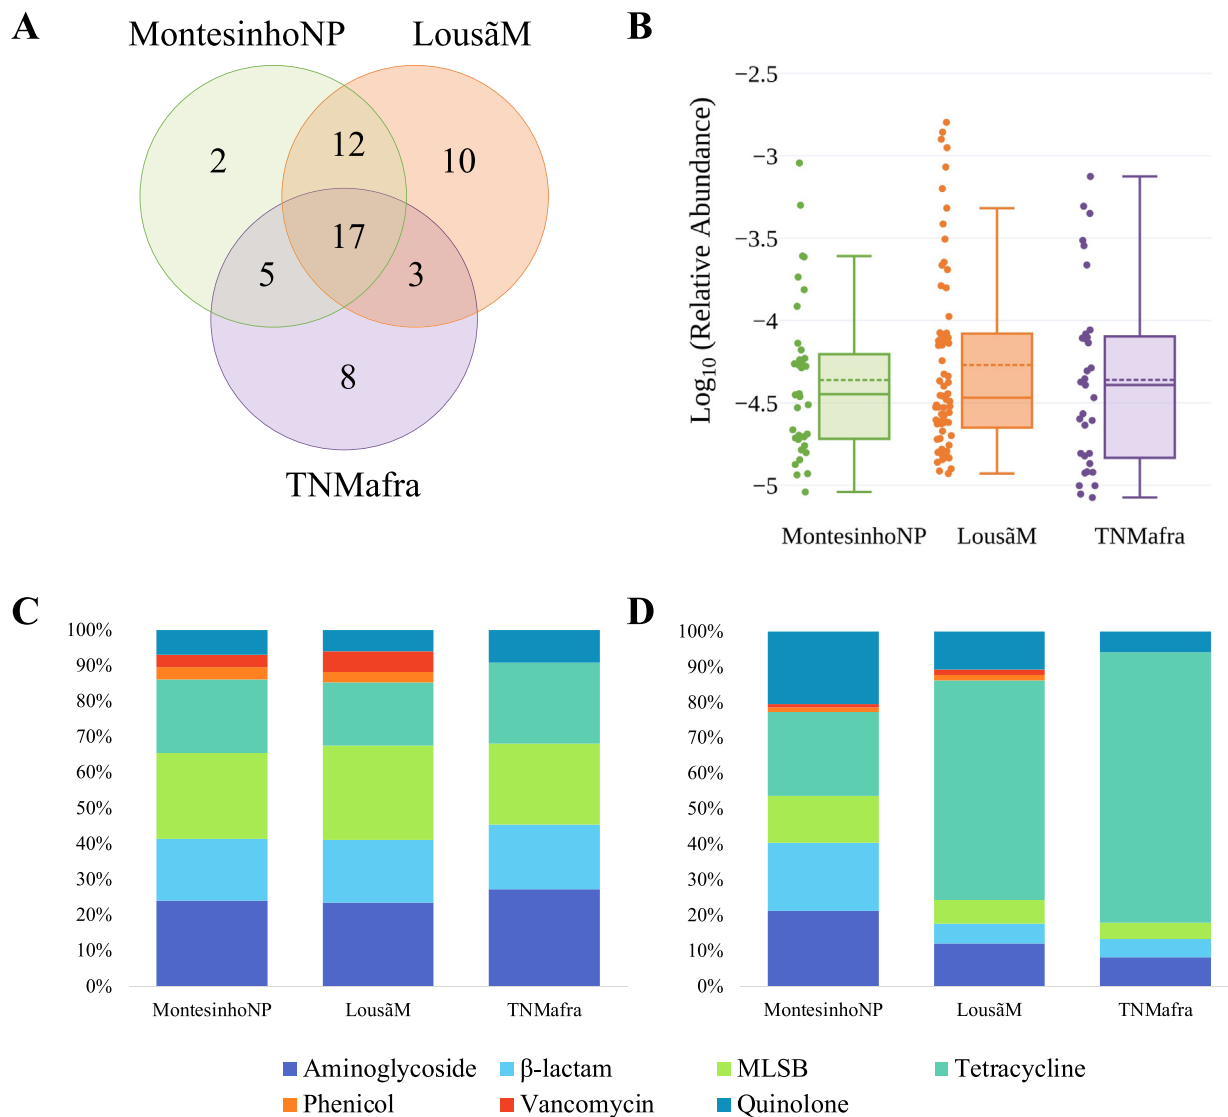 A
MontesinhoNP LousãM
2
12
10
17
5
3
8
TNMafra
B
Log10 (Relative Abundance)
−2.5
−3
−3.5
−4
−4.5
−5
MontesinhoNP LousãM TNMafra
C
100%
90%
80%
70%
60%
50%
40%
30%
20%
10%
0%
MontesinhoNP LousãM TNMafra
D
100%
90%
80%
70%
60%
50%
40%
30%
20%
10%
0%
MontesinhoNP LousãM TNMafra
Aminoglycoside β-lactam MLSB Tetracycline
Phenicol Vancomycin Quinolone